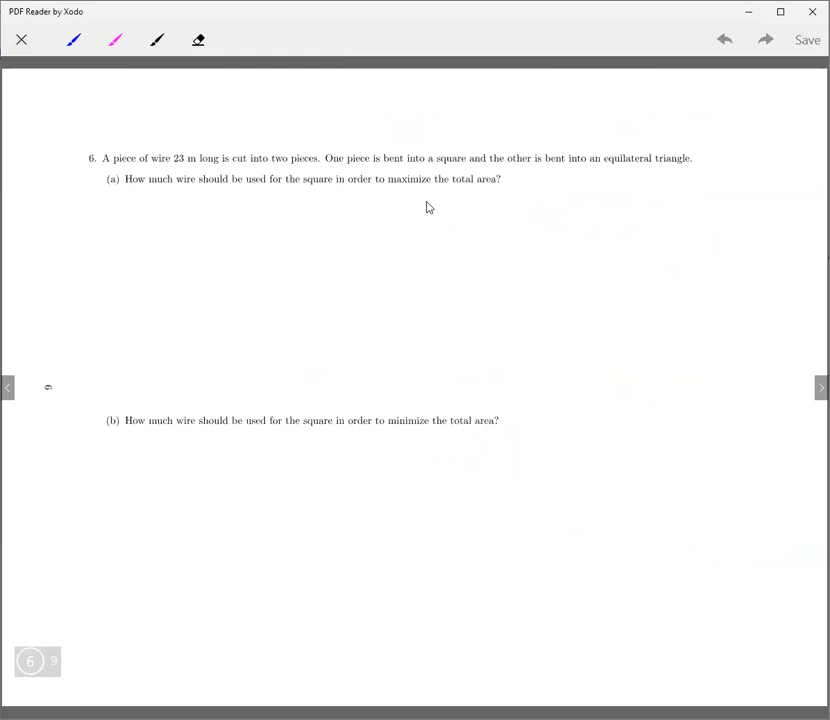 PDF Reader by Xodo
Save
6. A piece of wire 23 m long is cut into two pieces. One piece is bent into a square and the other is bent into an equilateral triangle.
(a) How much wire should be used for the square in order to maximize the total area?
6
(b) How much wire should be used for the square in order to minimize the total area?
6 9